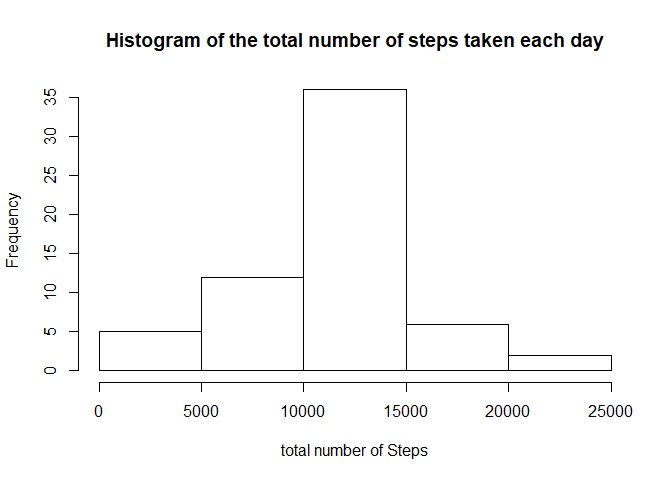 Histogram of the total number of steps taken each day
Frequency
35
30
25
20
15
10
5
0
0 5000 10000 15000 20000 25000
total number of Steps